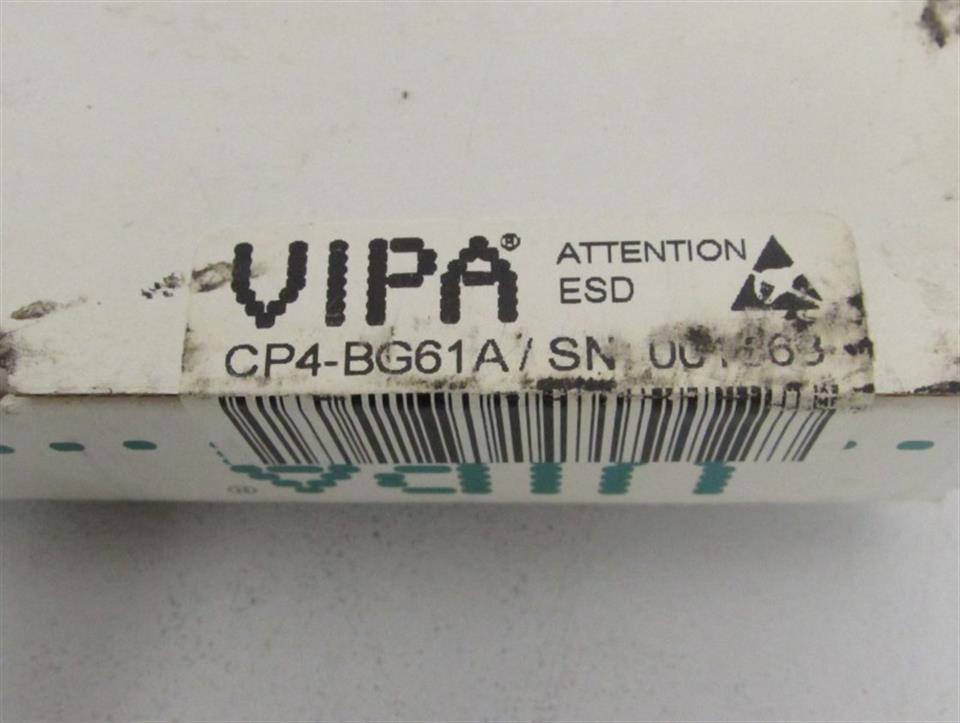 VIPA®
ATTENTION
ESD
CP4-BG61A / SN